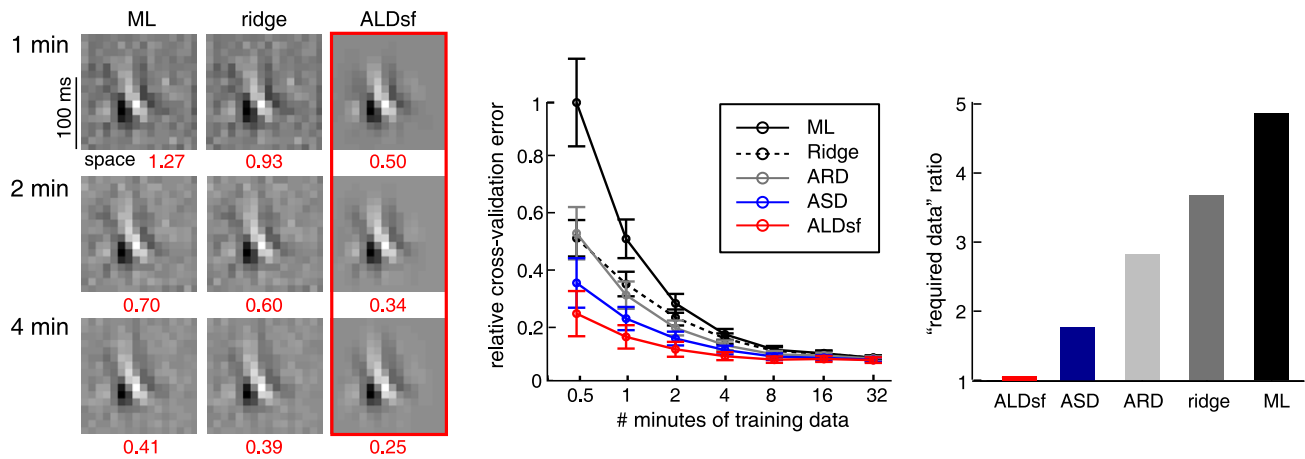 ML ridge ALDsf
1 min
100 ms
space 1.27 0.93 0.50
2 min
0.70 0.60 0.34
4 min
0.41 0.39 0.25
relative cross-validation error
1
0.8
0.6
0.4
0.2
0
0.5 1 2 4 8 16 32
# minutes of training data
ML
Ridge
ARD
ASD
ALDsf
"required data" ratio
5
4
3
2
1
ALDsf ASD ARD ridge ML